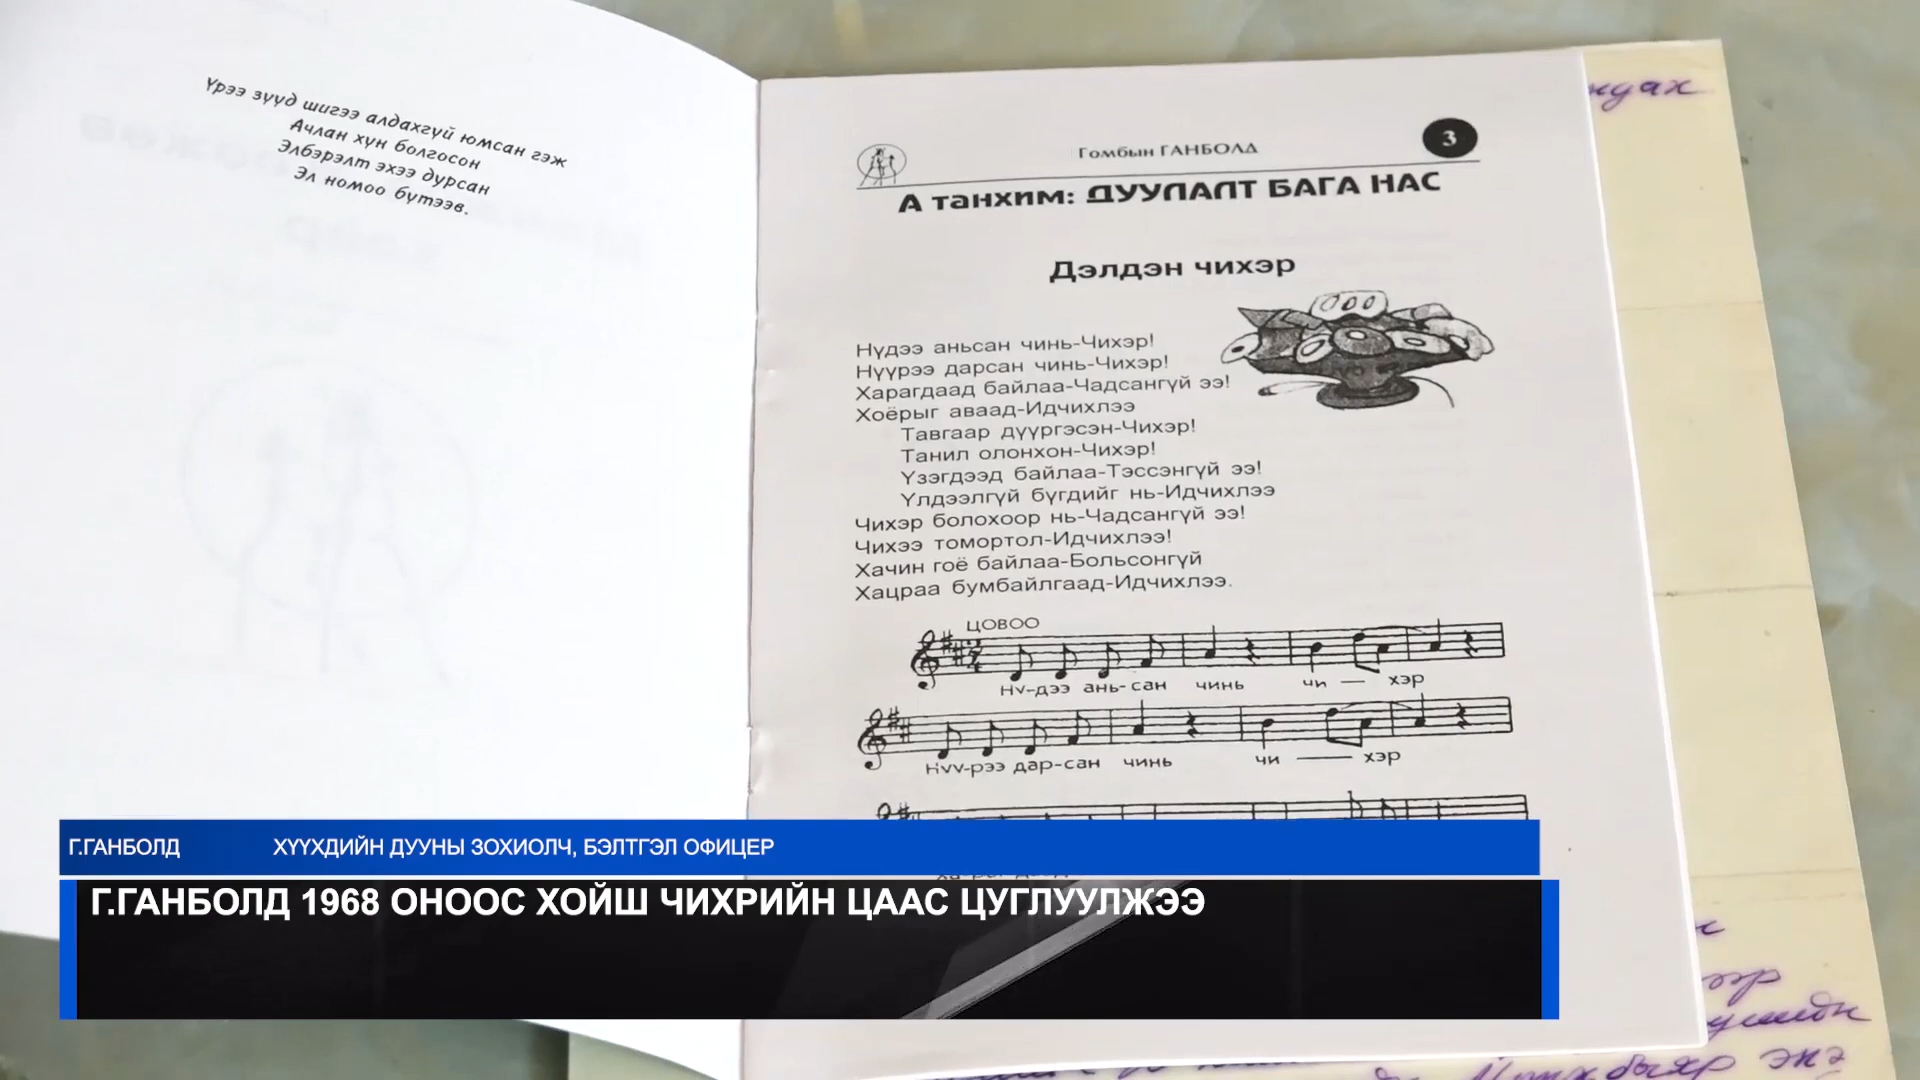 Үрээ зүүд шигээ алдахгүй юмсан гэж
Ачлан хүн болгосон
Элбэрэлт эхээ дурсан
Эл номоо бүтээв.
Гомбын ГАНБОЛД
3
А танхим: ДУУЛАЛТ БАГА НАС
Дэлдэн чихэр
Нүдээ аньсан чинь-Чихэр!
Нүүрээ дарсан чинь-Чихэр!
Харагдаад байлаа-Чадсангүй ээ!
Хоёрыг аваад-Идчихлээ
Тавгаар дүүргэсэн-Чихэр!
Танил олонхон-Чихэр!
Үзэгдээд байлаа-Тэссэнгүй ээ!
Үлдээлгүй бүгдийг нь-Идчихлээ
Чихэр болохоор нь-Чадсангүй ээ!
Чихээ томортол-Идчихлээ!
Хачин гоё байлаа-Больсонгүй
Хацраа бумбайлгаад-Идчихлээ.
ЦОВОО
Нү-дээ ань-сан чинь чи — хэр
Нүү-рээ дар-сан чинь чи — хэр
Г.ГАНБОЛД ХҮҮХДИЙН ДУУНЫ ЗОХИОЛЧ, БЭЛТГЭЛ ОФИЦЕР
Г.ГАНБОЛД 1968 ОНООС ХОЙШ ЧИХРИЙН ЦААС ЦУГЛУУЛЖЭЭ